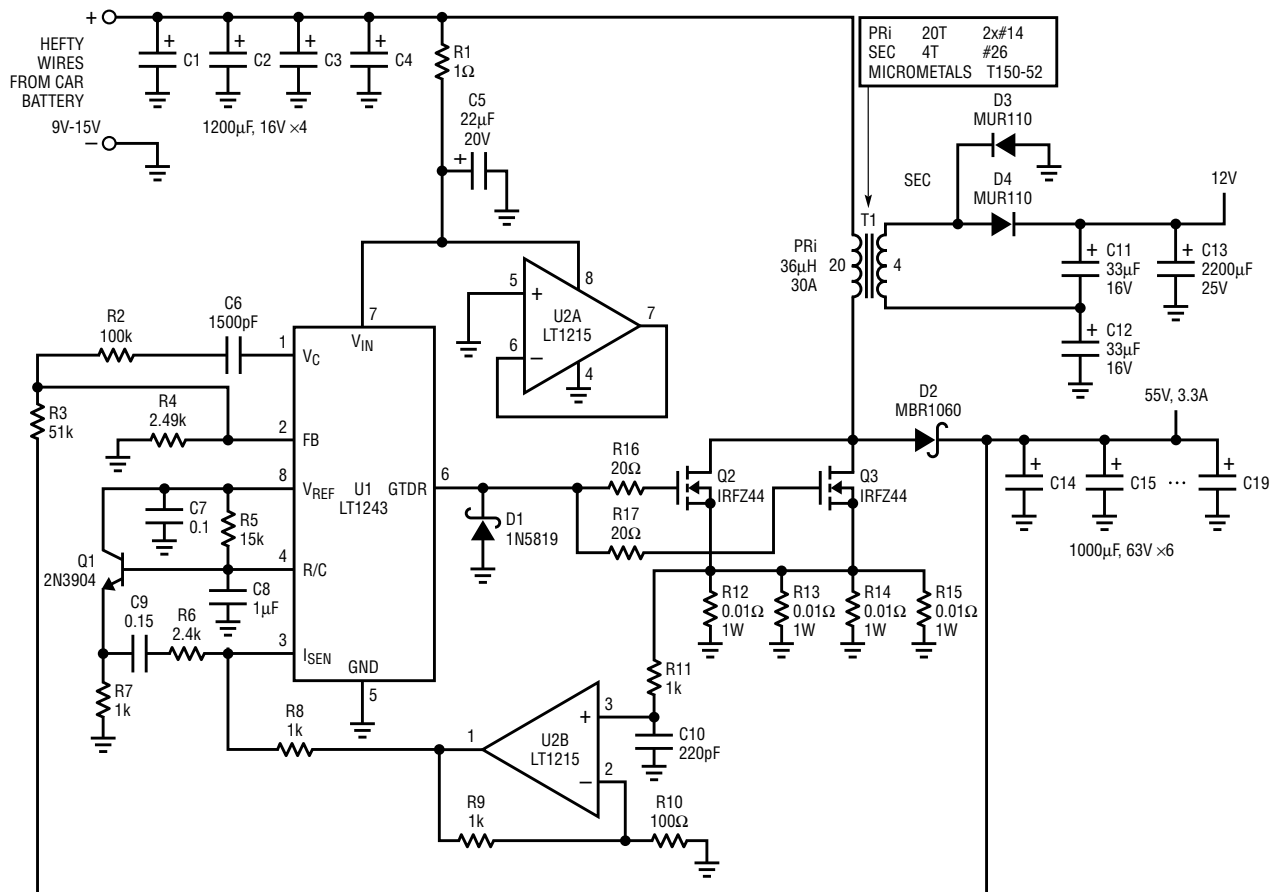 +
HEFTY
WIRES
FROM CAR
BATTERY
9V-15V
–
+
C1
+
C2
+
C3
+
C4
1200µF, 16V ×4
R1
1Ω
C5
22µF
20V
+
PRi 20T 2x#14
SEC 4T #26
MICROMETALS T150-52
D3
MUR110
SEC
D4
MUR110
12V
T1
PRi
36µH
30A
20
4
+
C11
33µF
16V
+
C13
2200µF
25V
+
C12
33µF
16V
5
+
6
–
U2A
LT1215
8
7
4
R2
100k
C6
1500pF
1
VC
7
VIN
R3
51k
R4
2.49k
2
FB
8
VREF
U1
LT1243
GTDR
6
C7
0.1
R5
15k
4
R/C
Q1
2N3904
C8
1µF
C9
0.15
R6
2.4k
3
ISEN
GND
5
R7
1k
D1
1N5819
R16
20Ω
R17
20Ω
Q2
IRFZ44
Q3
IRFZ44
D2
MBR1060
55V, 3.3A
+
C14
+
C15
...
+
C19
1000µF, 63V ×6
R12
0.01Ω
1W
R13
0.01Ω
1W
R14
0.01Ω
1W
R15
0.01Ω
1W
R11
1k
C10
220pF
R8
1k
1
U2B
LT1215
+
3
–
2
R9
1k
R10
100Ω